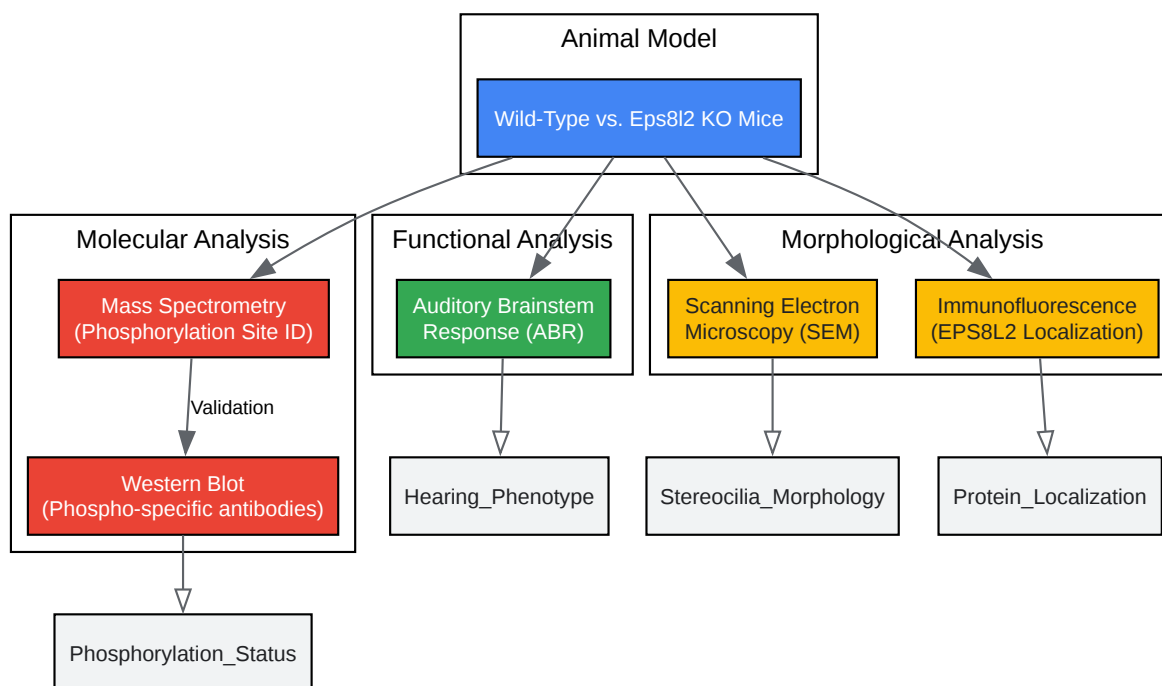 Animal Model
Wild-Type vs. Eps8l2 KO Mice
Molecular Analysis
Functional Analysis
Morphological Analysis
Mass Spectrometry
(Phosphorylation Site ID)
Auditory Brainstem
Response (ABR)
Scanning Electron
Microscopy (SEM)
Immunofluorescence
(EPS8L2 Localization)
Validation
Western Blot
(Phospho-specific antibodies)
Hearing_Phenotype
Stereocilia_Morphology
Protein_Localization
Phosphorylation_Status